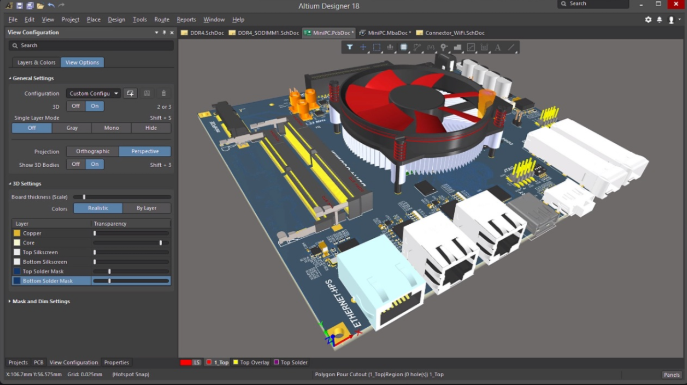 Altium Designer 18
Search
File Edit View Project Place Design Tools Route Reports Window Help
View Configuration
DDR4.SchDoc DDR4_SODIMM1.SchDoc MiniPC.PcbDoc * MiniPC.MbaDoc * Connector_WiFi.SchDoc
Search
Layers & Colors View Options
General Settings
Configuration Custom Configu
3D Off On 2 or 3
Single Layer Mode Shift + S
Off Gray Mono Hide
Projection Orthographic Perspective
Show 3D Bodies Off On
3D Settings
Board thickness (Scale)
Colors Realistic By Layer
Layer Transparency
Copper
Core
Top Silkscreen
Bottom Silkscreen
Top Solder Mask
Bottom Solder Mask
Mask and Dim Settings
ETHERNET-HPS
Projects PCB View Configuration Properties
LS 1_Top Top Overlay Top Solder
X:106.7mm Y:56.575mm Grid: 0.025mm (Hotspot Snap)
Polygon Pour Cutout (1_Top)Region (0 hole(s)) 1_Top
Panels